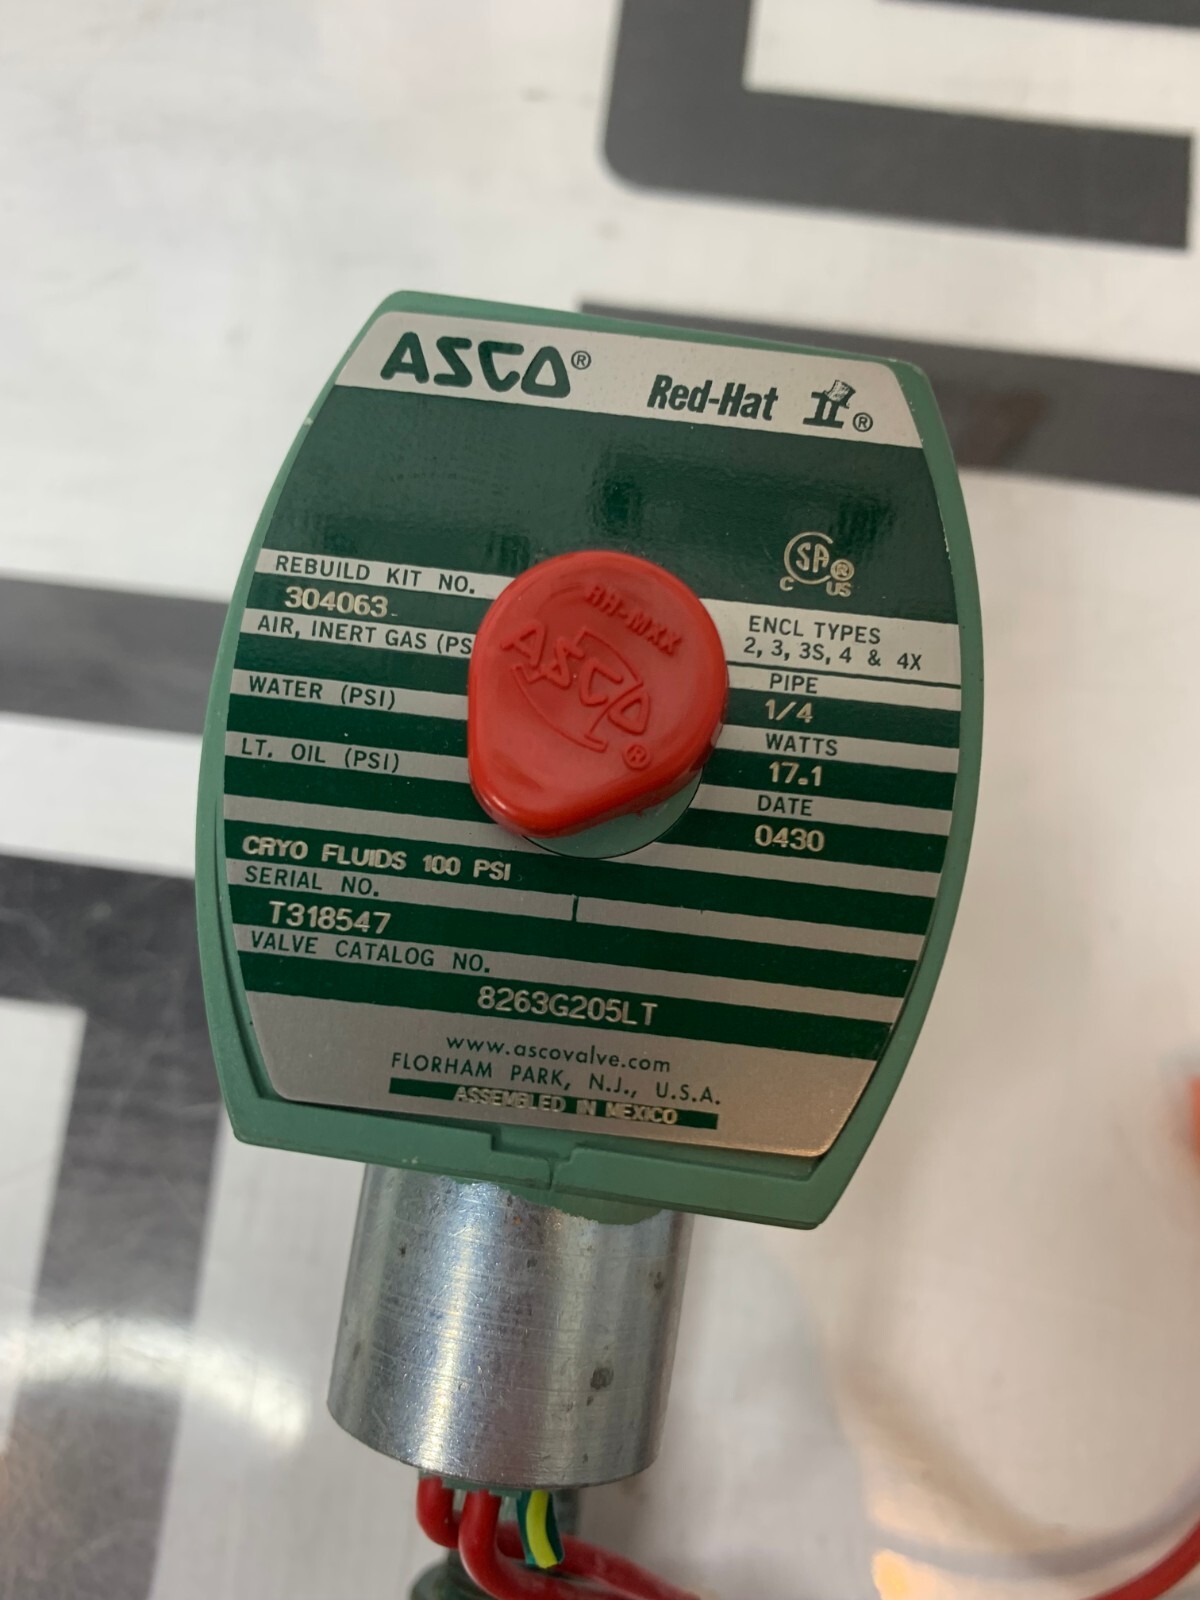 ASCO®
Red-Hat II®
SA® C US
REBUILD KIT NO.
304063
AIR, INERT GAS (PS
WATER (PSI)
LT. OIL (PSI)
RH-MXX
ASCO®
ENCL TYPES
2, 3, 3S, 4 & 4X
PIPE
1/4
WATTS
17.1
DATE
0430
CRYO FLUIDS 100 PSI
SERIAL NO.
T318547
VALVE CATALOG NO.
8263G205LT
www.ascovalve.com
FLORHAM PARK, N.J., U.S.A.
ASSEMBLED IN MEXICO